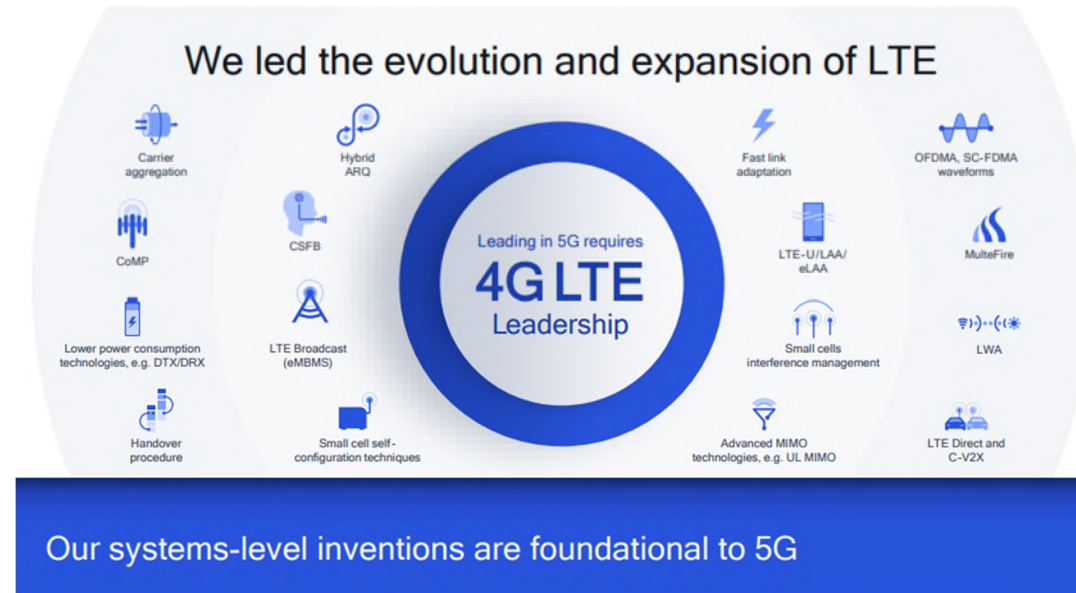 We led the evolution and expansion of LTE
Carrier
aggregation
Hybrid
ARQ
Fast link
adaptation
OFDMA, SC-FDMA
waveforms
CoMP
CSFB
LTE-U/LAA/
eLAA
MulteFire
Leading in 5G requires
4G LTE
Leadership
Lower power consumption
technologies, e.g. DTX/DRX
LTE Broadcast
(eMBMS)
Small cells
interference management
LWA
Handover
procedure
Small cell self-
configuration techniques
Advanced MIMO
technologies, e.g. UL MIMO
LTE Direct and
C-V2X
Our systems-level inventions are foundational to 5G